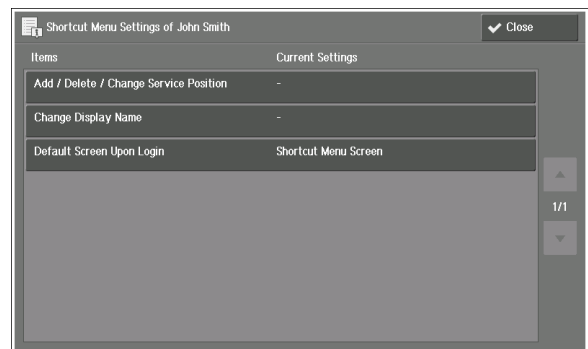 Shortcut Menu Settings of John Smith
Close
Items Current Settings
Add / Delete / Change Service Position -
Change Display Name -
Default Screen Upon Login Shortcut Menu Screen
1/1